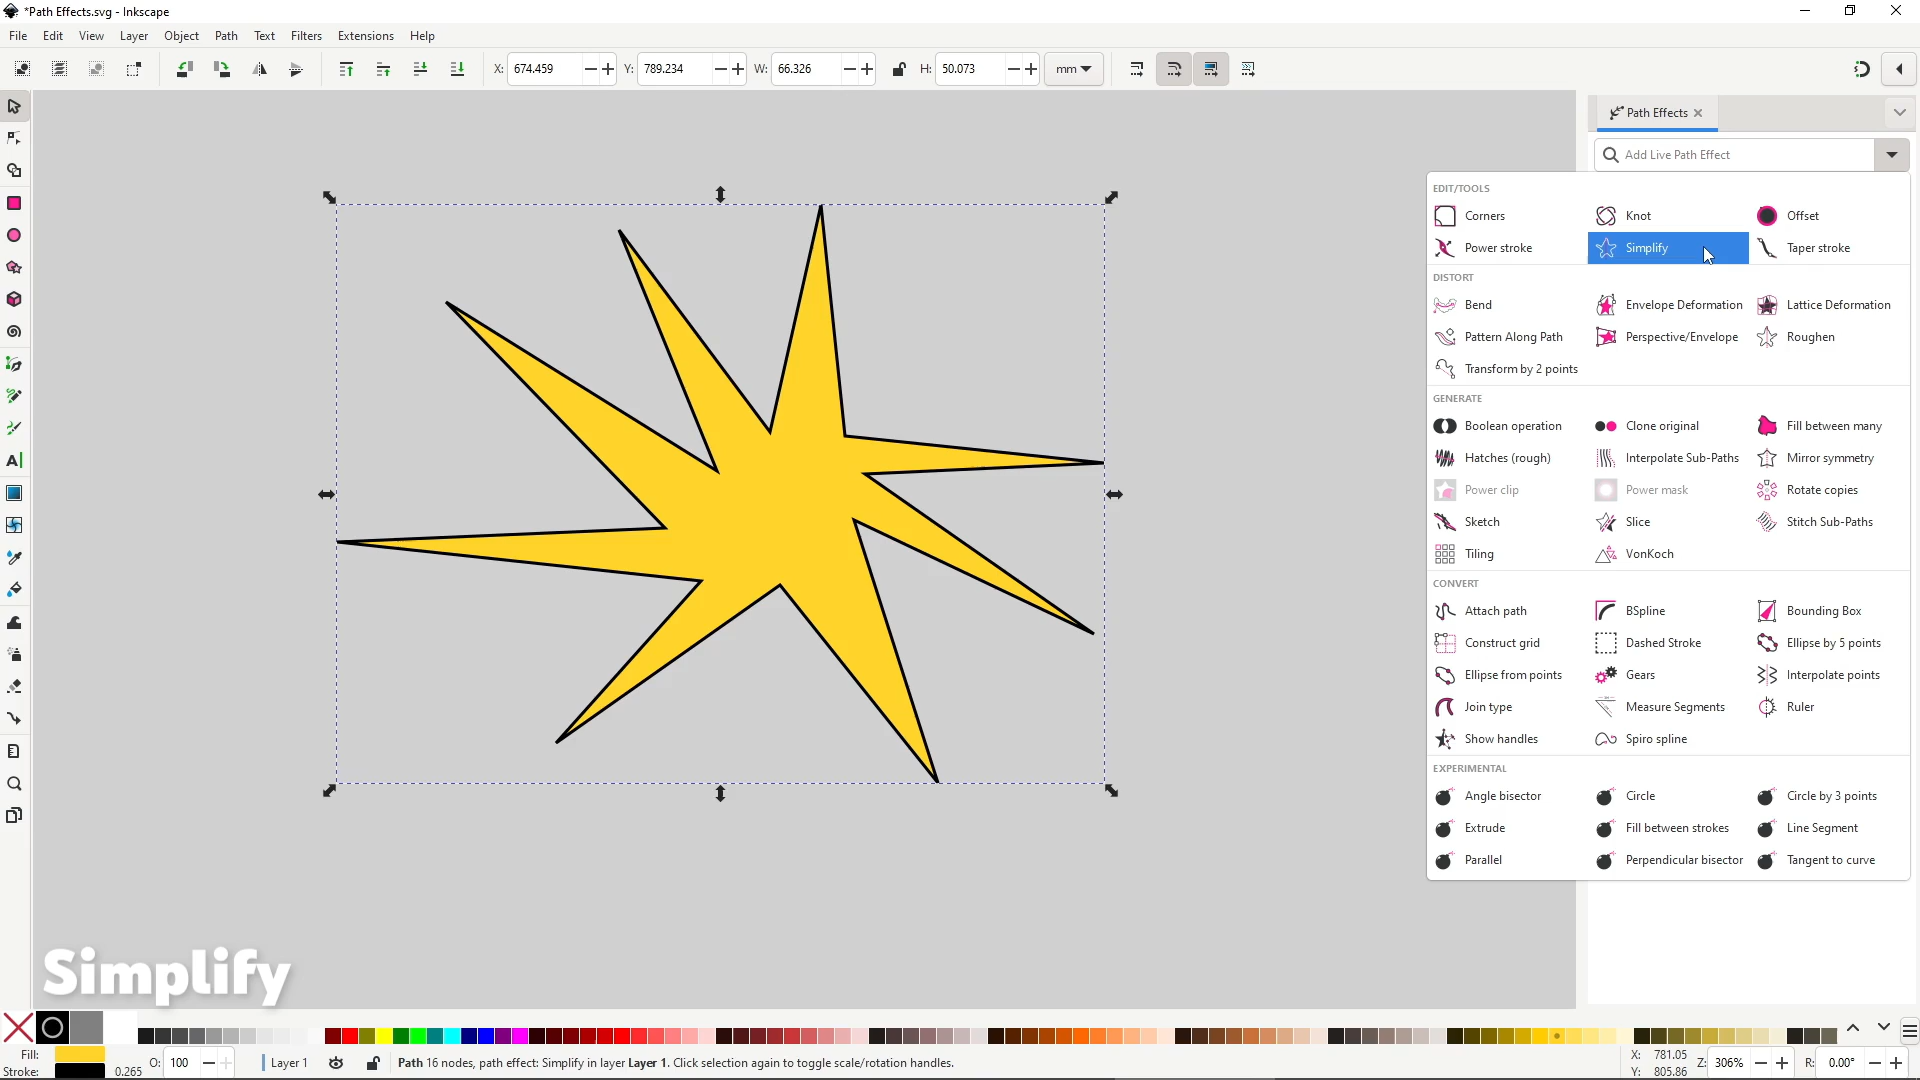 *Path Effects.svg - Inkscape
File Edit View Layer Object Path Text Filters Extensions Help
X: 674.459 Y: 789.234 W: 66.326 H: 50.073 mm
Path Effects
Add Live Path Effect
EDIT/TOOLS
Corners Knot Offset
Power stroke Simplify Taper stroke
DISTORT
Bend Envelope Deformation Lattice Deformation
Pattern Along Path Perspective/Envelope Roughen
Transform by 2 points
GENERATE
Boolean operation Clone original Fill between many
Hatches (rough) Interpolate Sub-Paths Mirror symmetry
Power clip Power mask Rotate copies
Sketch Slice Stitch Sub-Paths
Tiling VonKoch
CONVERT
Attach path BSpline Bounding Box
Construct grid Dashed Stroke Ellipse by 5 points
Ellipse from points Gears Interpolate points
Join type Measure Segments Ruler
Show handles Spiro spline
EXPERIMENTAL
Angle bisector Circle Circle by 3 points
Extrude Fill between strokes Line Segment
Parallel Perpendicular bisector Tangent to curve
Simplify
Fill: O: 100 Layer 1 Path 16 nodes, path effect: Simplify in layer Layer 1. Click selection again to toggle scale/rotation handles. X: 781.05 Z: 306% R: 0.00°
Stroke: 0.265 Y: 805.86